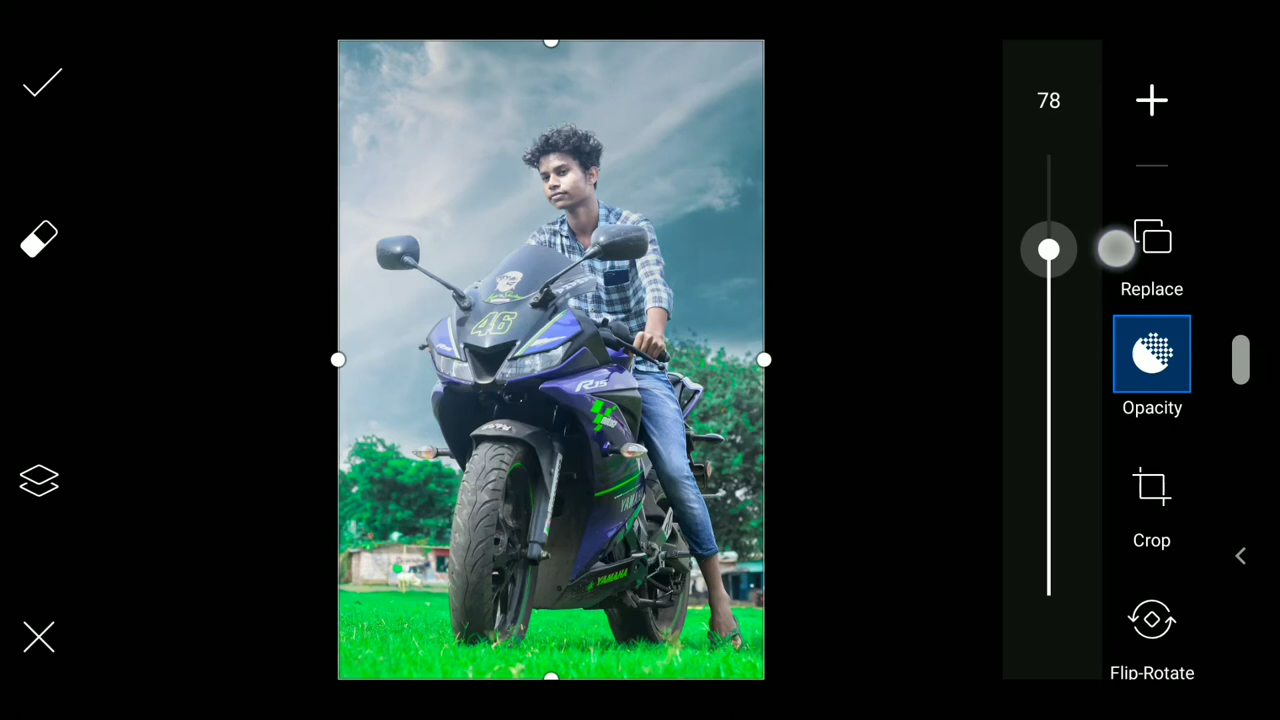 78
Replace
Opacity
Crop
Flip-Rotate
46
R15
YAMAHA